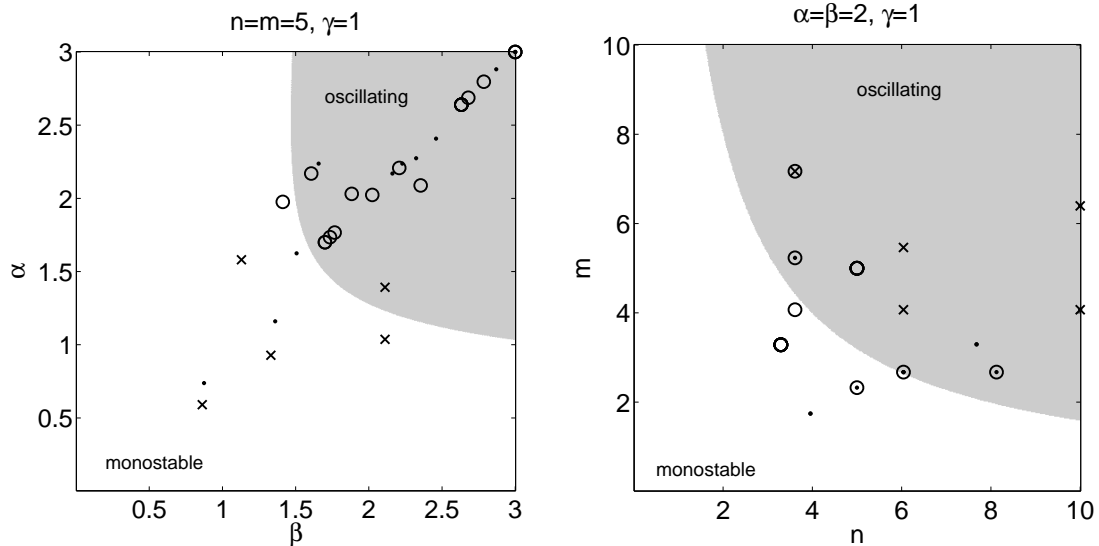 n=m=5, γ=1
3
2.5
2
1.5
1
0.5
α
oscillating
monostable
0.5
1
1.5
2
2.5
3
β
α=β=2, γ=1
10
8
6
4
2
m
oscillating
monostable
2
4
6
8
10
n